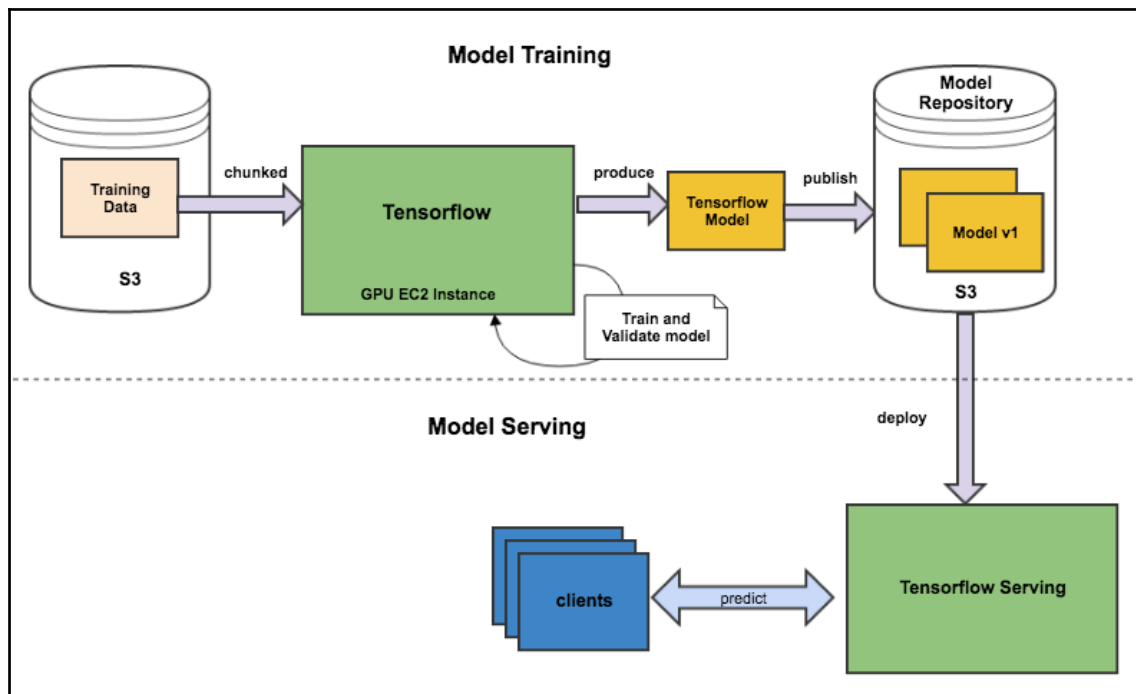 Model Training
Model
Repository
chunked
produce
publish
Training
Data
Tensorflow
Tensorflow
Model
Model v1
S3
GPU EC2 Instance
S3
Train and
Validate model
Model Serving
deploy
clients
predict
Tensorflow Serving